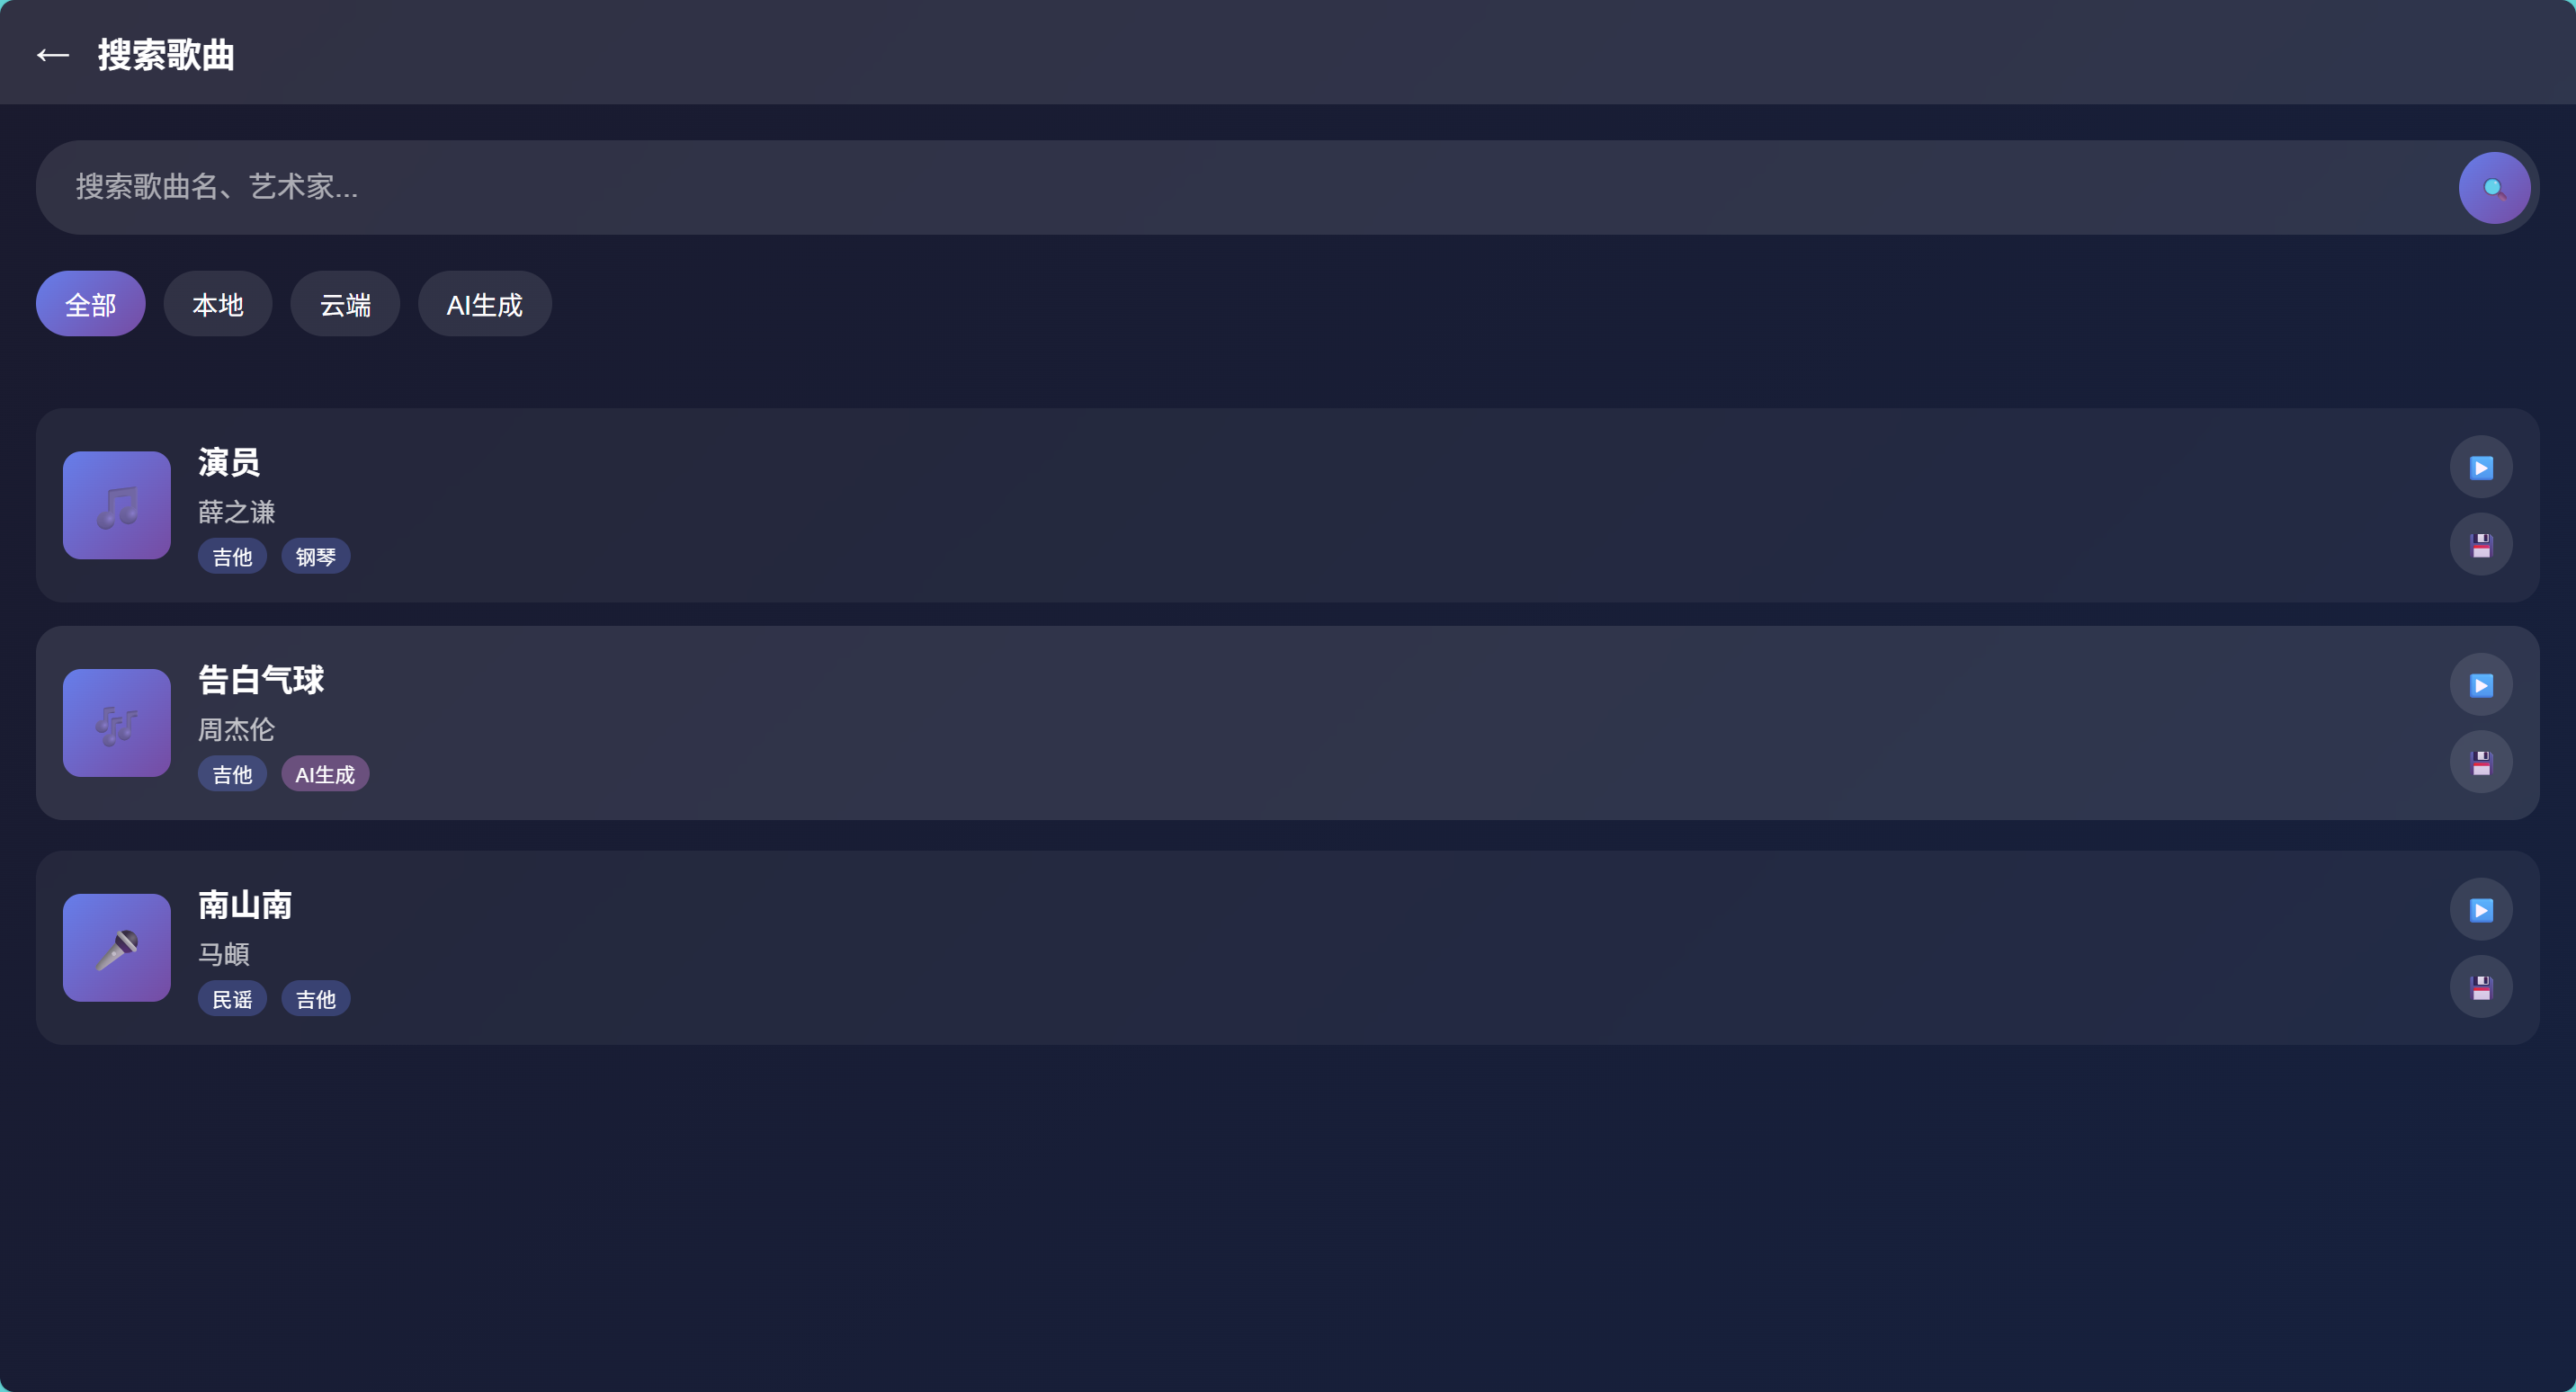 搜索歌曲
搜索歌曲名、艺术家...
全部 本地 云端 AI生成
演员
薛之谦
吉他 钢琴
告白气球
周杰伦
吉他 AI生成
南山南
马頔
民谣 吉他